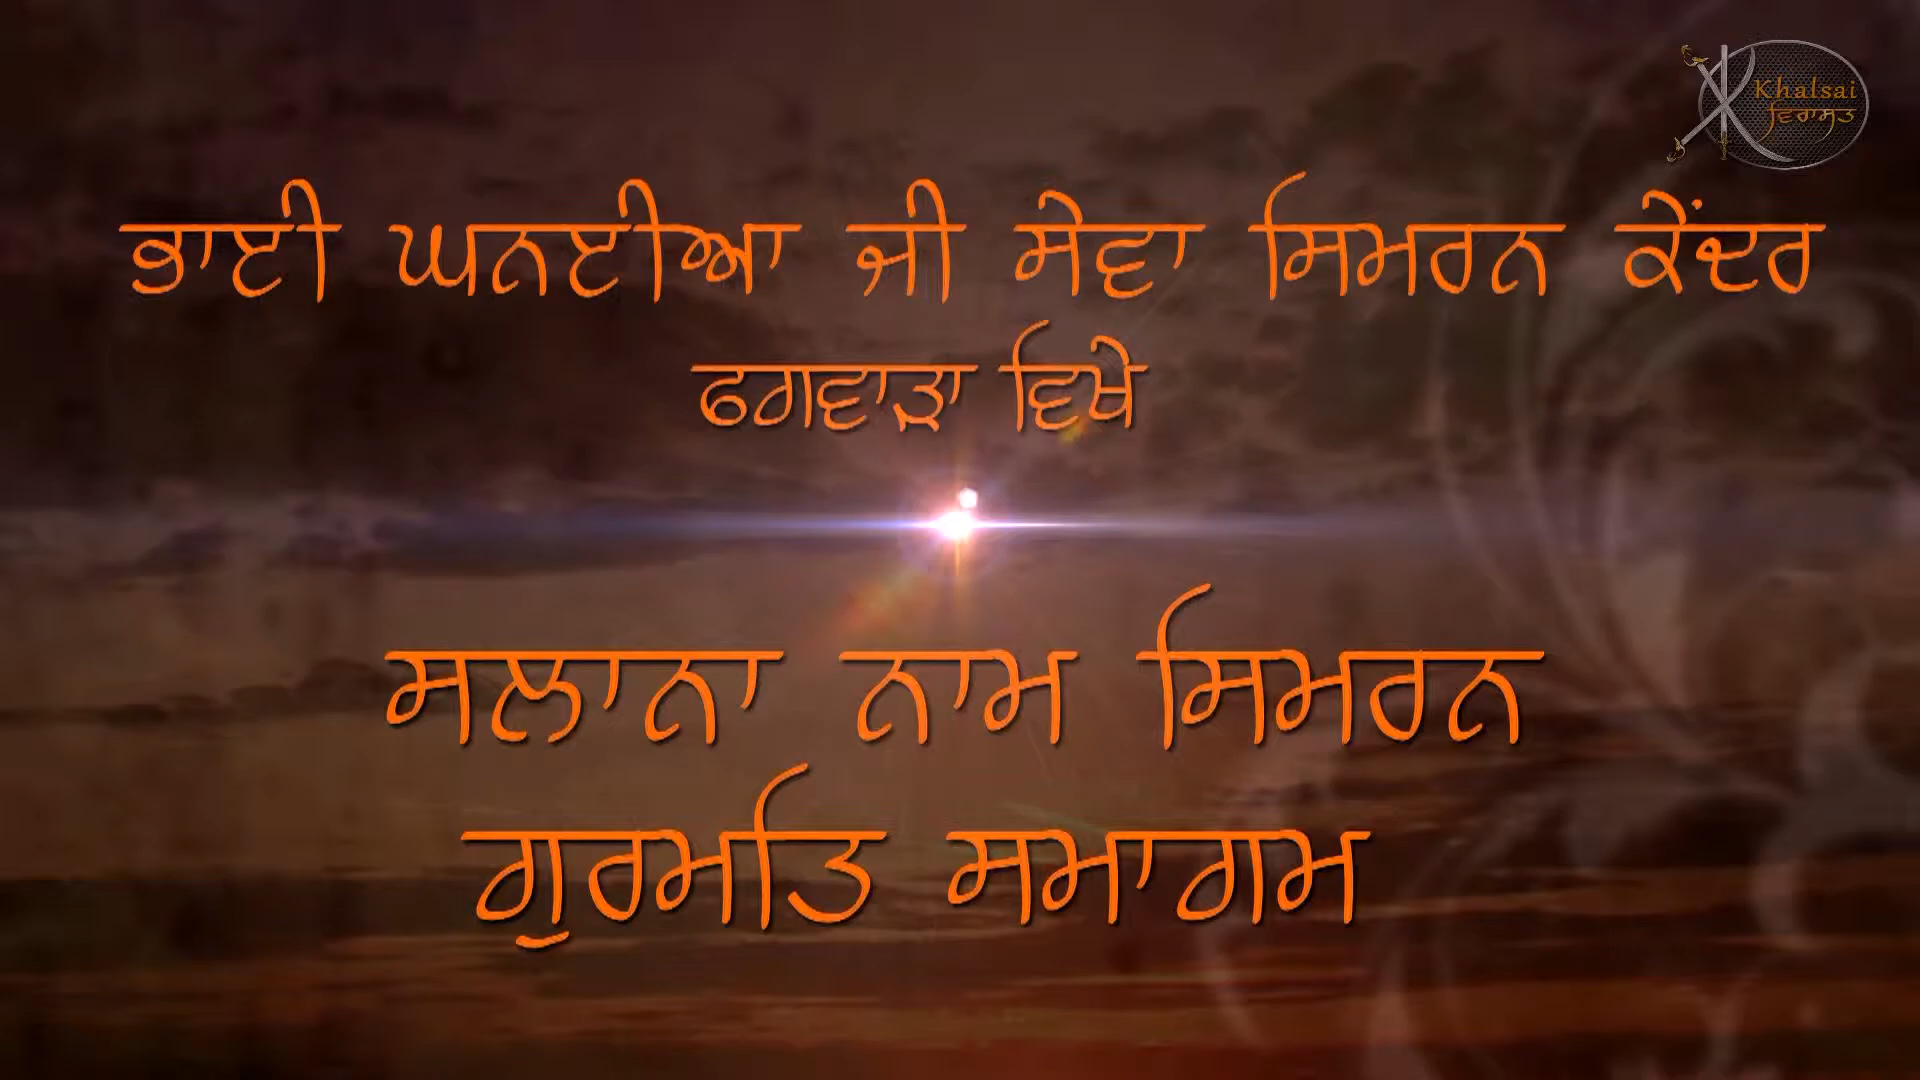 Khalsai
ਵਿਰਾਸਤ
ਭਾਈ ਘਨਈਆ ਜੀ ਸੇਵਾ ਸਿਮਰਨ ਕੇਂਦਰ
ਫਗਵਾੜਾ ਵਿਖੇ
ਸਲਾਨਾ ਨਾਮ ਸਿਮਰਨ
ਗੁਰਮਤਿ ਸਮਾਗਮ